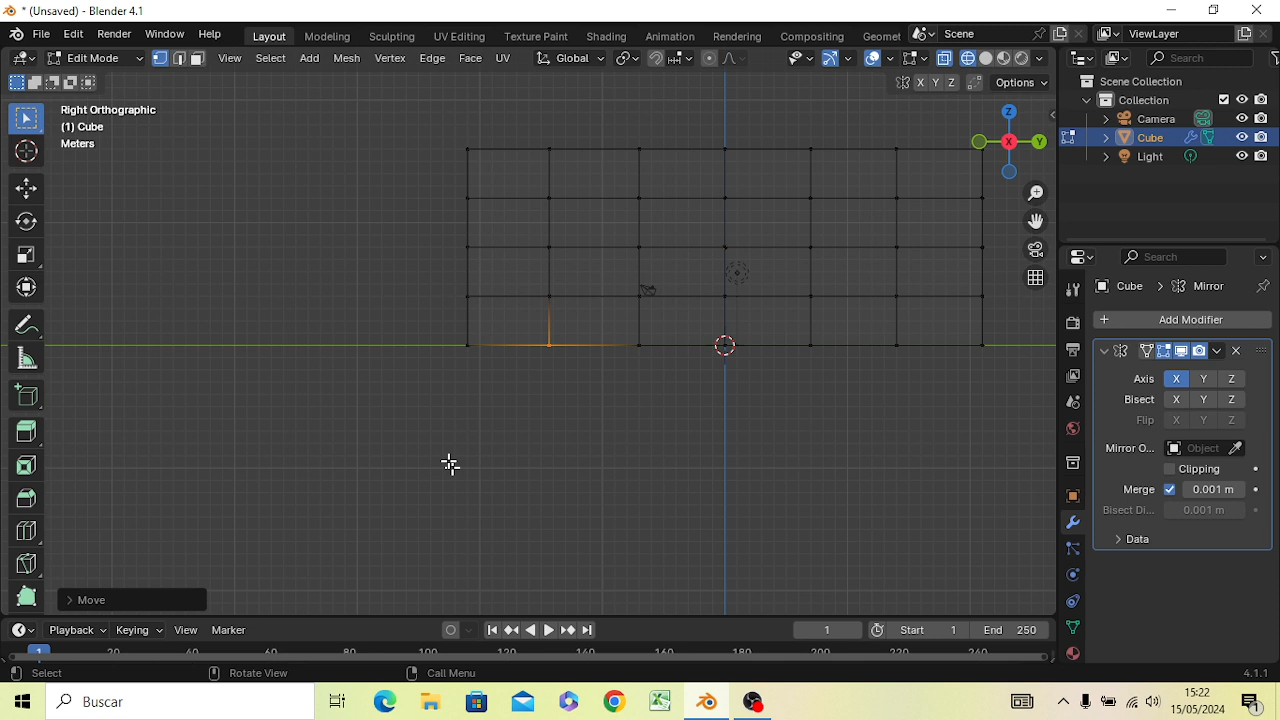 * (Unsaved) - Blender 4.1
File Edit Render Window Help Layout Modeling Sculpting UV Editing Texture Paint Shading Animation Rendering Compositing Geomet Scene ViewLayer
Edit Mode View Select Add Mesh Vertex Edge Face UV Global Search
X Y Z Options
Right Orthographic
(1) Cube
Meters
Z
X
Y
Scene Collection
Collection
Camera
Cube
Light
Search
Cube > Mirror
+ Add Modifier
Axis X Y Z
Bisect X Y Z
Flip X Y Z
Mirror O... Object
Clipping
Merge 0.001 m
Bisect Di... 0.001 m
> Data
> Move
Playback Keying View Marker 1 Start 1 End 250
1 20 40 60 80 100 120 140 160 180 200 220 240
Select Rotate View Call Menu 4.1.1
Buscar
15:22
15/05/2024
1